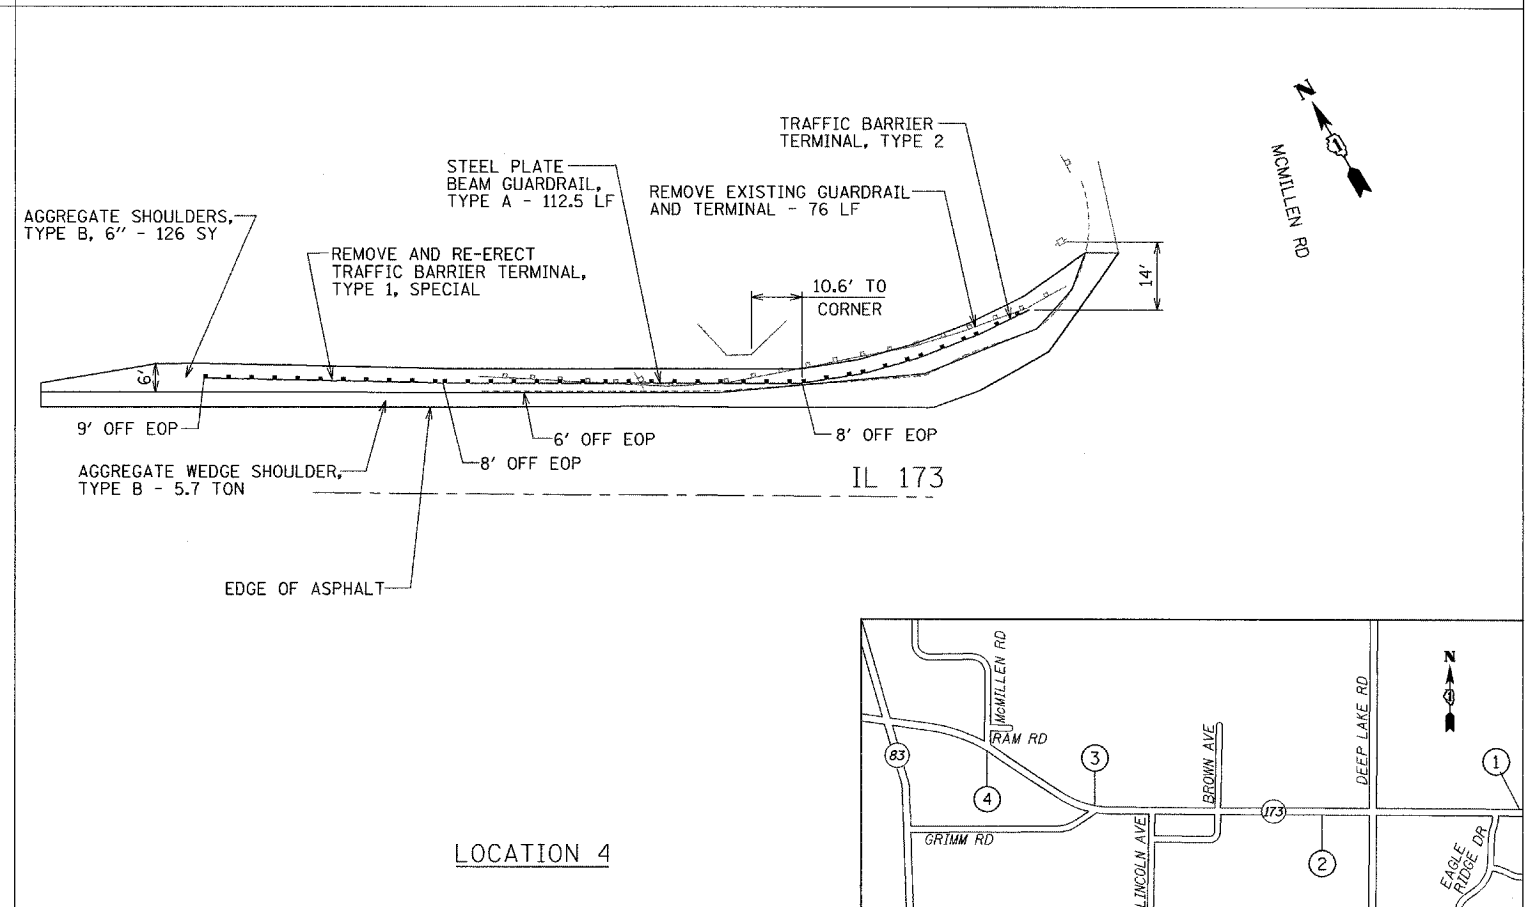 N
MCMILLEN RD
TRAFFIC BARRIER
TERMINAL, TYPE 2
STEEL PLATE
BEAM GUARDRAIL,
TYPE A - 112.5 LF
REMOVE EXISTING GUARDRAIL
AND TERMINAL - 76 LF
AGGREGATE SHOULDERS,
TYPE B, 6" - 126 SY
REMOVE AND RE-ERECT
TRAFFIC BARRIER TERMINAL,
TYPE 1, SPECIAL
10.6' TO
CORNER
14'
6'
9' OFF EOP
6' OFF EOP
8' OFF EOP
8' OFF EOP
AGGREGATE WEDGE SHOULDER,
TYPE B - 5.7 TON
IL 173
EDGE OF ASPHALT
LOCATION 4
N
McMILLEN RD
RAM RD
83
3
4
BROWN AVE
DEEP LAKE RD
1
173
GRIMM RD
LINCOLN AVE
2
EAGLE
RIDGE DR